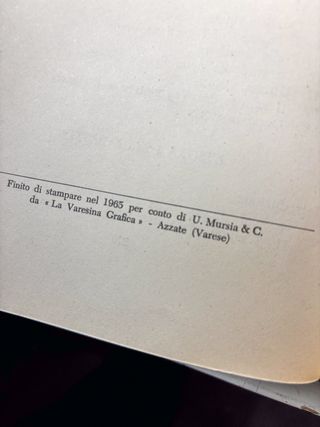 Finito di stampare nel 1965 per conto di U. Mursia & C.
da « La Varesina Grafica » - Azzate (Varese)